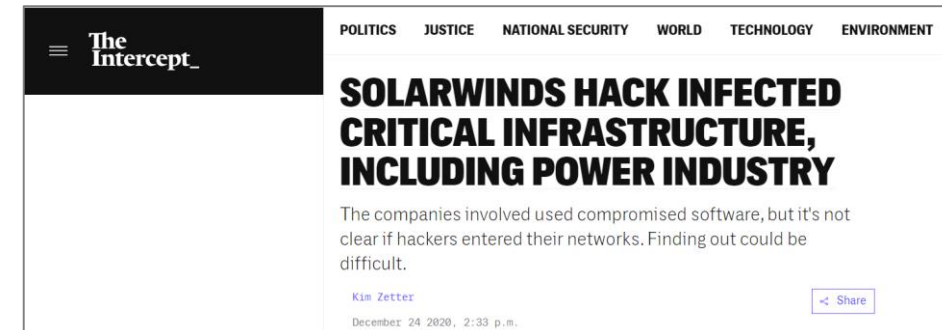 The
Intercept_
POLITICS JUSTICE NATIONAL SECURITY WORLD TECHNOLOGY ENVIRONMENT
SOLARWINDS HACK INFECTED
CRITICAL INFRASTRUCTURE,
INCLUDING POWER INDUSTRY
The companies involved used compromised software, but it's not
clear if hackers entered their networks. Finding out could be
difficult.
Kim Zetter
Share
December 24 2020, 2:33 p.m.